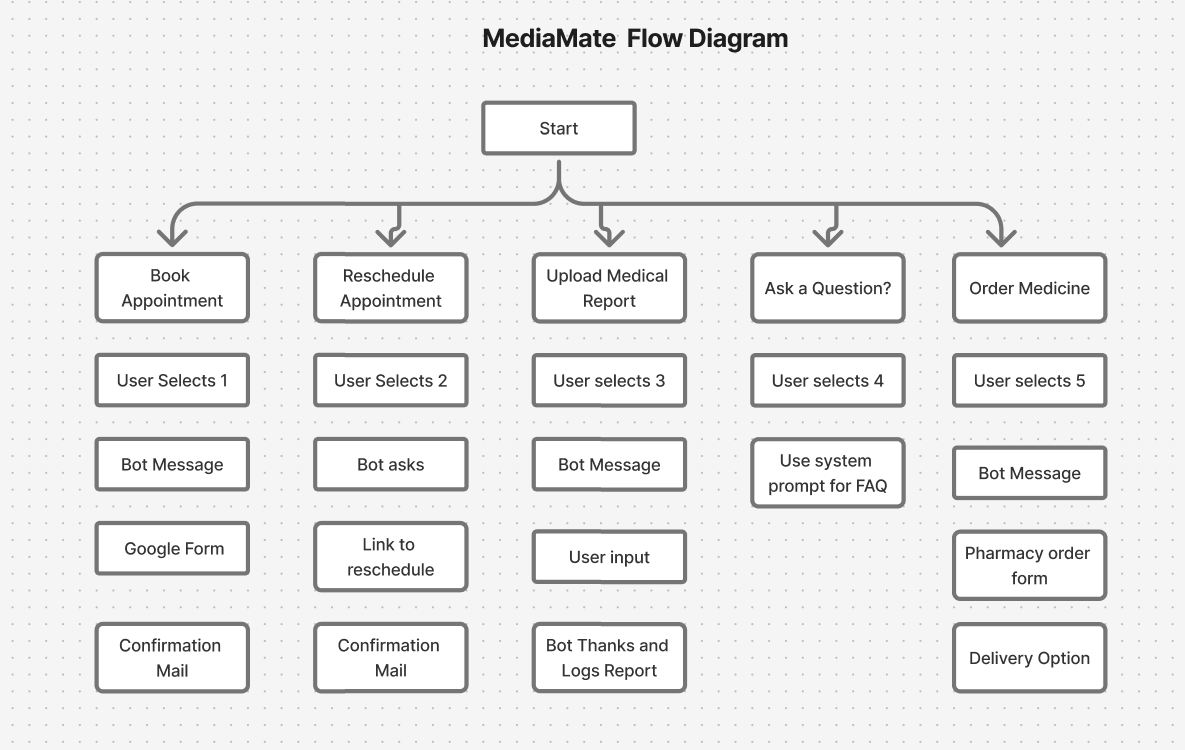 MediaMate  Flow Diagram
Start
Book
Appointment
Reschedule
Appointment
Upload Medical
Report
Ask a Question?
Order Medicine
User Selects 1
User Selects 2
User selects 3
User selects 4
User selects 5
Bot Message
Bot asks
Bot Message
Use system
prompt for FAQ
Bot Message
Google Form
Link to
reschedule
User input
Pharmacy order
form
Confirmation
Mail
Confirmation
Mail
Bot Thanks and
Logs Report
Delivery Option